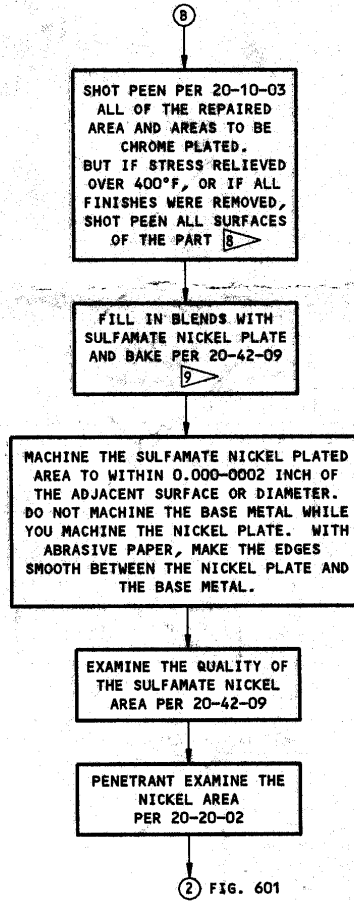 B
SHOT PEEN PER 20-10-03
ALL OF THE REPAIRED
AREA AND AREAS TO BE
CHROME PLATED.
BUT IF STRESS RELIEVED
OVER 400°F, OR IF ALL
FINISHES WERE REMOVED,
SHOT PEEN ALL SURFACES
OF THE PART 8
FILL IN BLENDS WITH
SULFAMATE NICKEL PLATE
AND BAKE PER 20-42-09
9
MACHINE THE SULFAMATE NICKEL PLATED
AREA TO WITHIN 0.000-0002 INCH OF
THE ADJACENT SURFACE OR DIAMETER.
DO NOT MACHINE THE BASE METAL WHILE
YOU MACHINE THE NICKEL PLATE. WITH
ABRASIVE PAPER, MAKE THE EDGES
SMOOTH BETWEEN THE NICKEL PLATE AND
THE BASE METAL.
EXAMINE THE QUALITY OF
THE SULFAMATE NICKEL
AREA PER 20-42-09
PENETRANT EXAMINE THE
NICKEL AREA
PER 20-20-02
2 FIG. 601